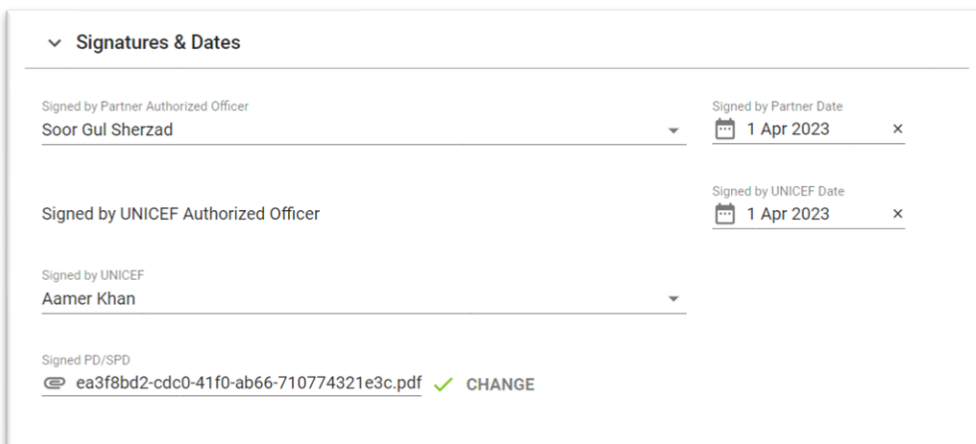 Signatures & Dates
Signed by Partner Authorized Officer
Soor Gul Sherzad
Signed by Partner Date
1 Apr 2023 ×
Signed by UNICEF Authorized Officer
Signed by UNICEF Date
1 Apr 2023 ×
Signed by UNICEF
Aamer Khan
Signed PD/SPD
ea3f8bd2-cdc0-41f0-ab66-710774321e3c.pdf CHANGE